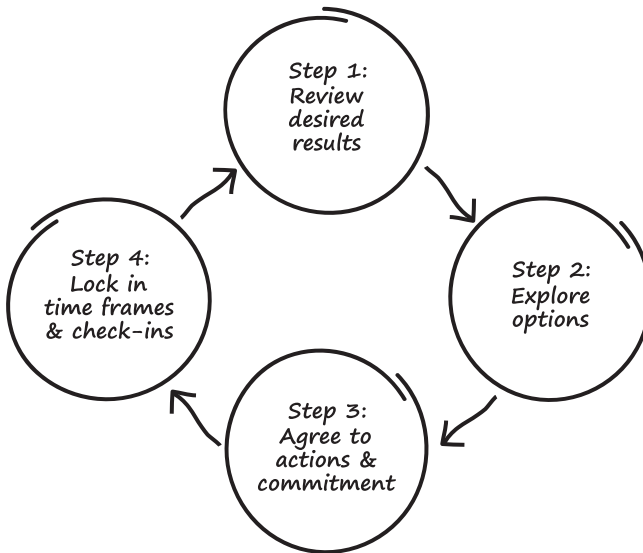 Step 1:
Review
desired
results
Step 2:
Explore
options
Step 3:
Agree to
actions &
commitment
Step 4:
Lock in
time frames
& check-ins